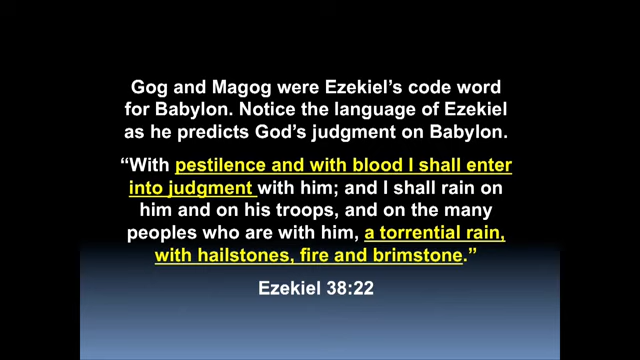 Gog and Magog were Ezekiel's code word
for Babylon. Notice the language of Ezekiel
as he predicts God's judgment on Babylon.
“With pestilence and with blood I shall enter
into judgment with him; and I shall rain on
him and on his troops, and on the many
peoples who are with him, a torrential rain,
with hailstones, fire and brimstone.”
Ezekiel 38:22